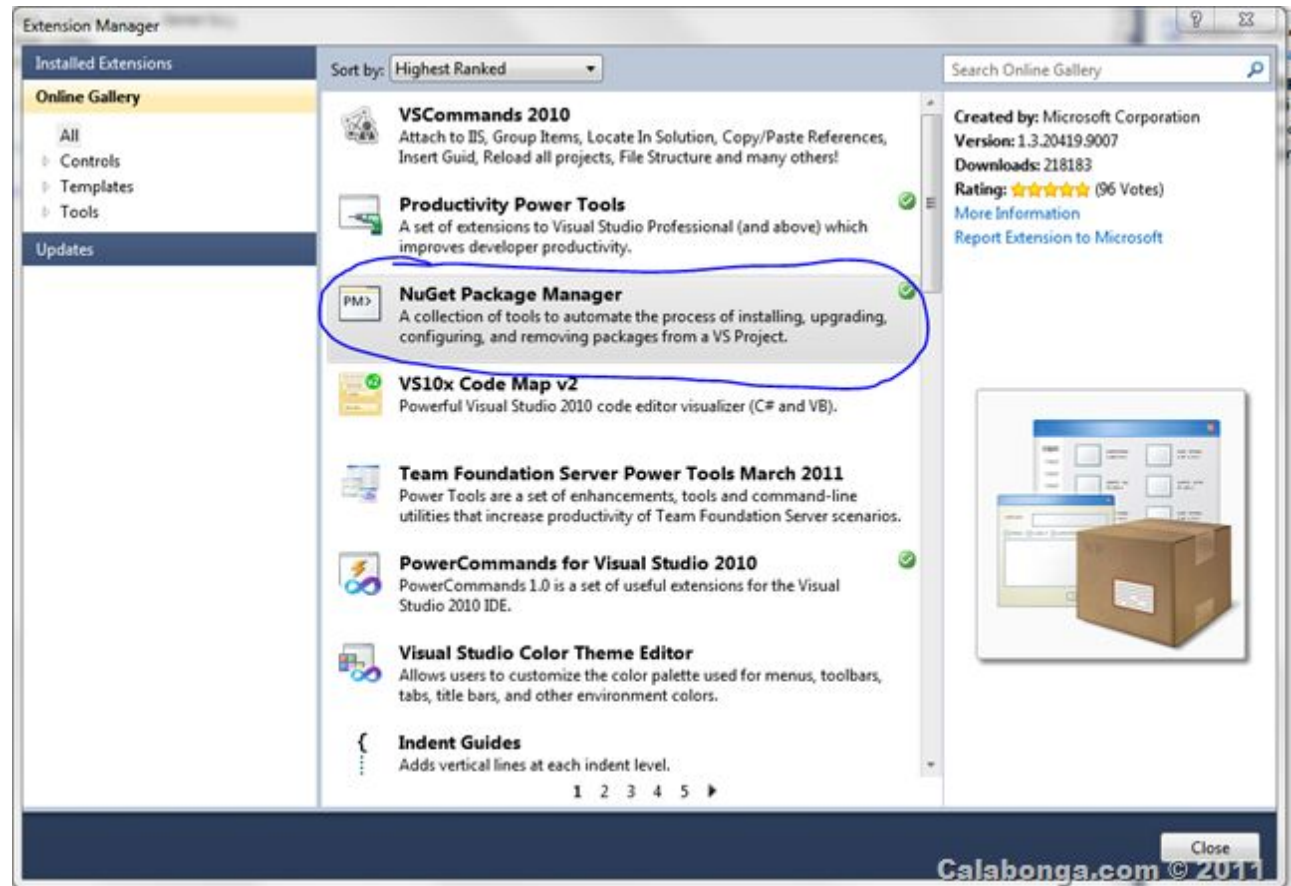 Extension Manager
Installed Extensions
Online Gallery
All
Controls
Templates
Tools
Updates
Sort by: Highest Ranked
VSCommands 2010
Attach to IIS, Group Items, Locate In Solution, Copy/Paste References,
Insert Guid, Reload all projects, File Structure and many others!
Productivity Power Tools
A set of extensions to Visual Studio Professional (and above) which
improves developer productivity.
PM>
NuGet Package Manager
A collection of tools to automate the process of installing, upgrading,
configuring, and removing packages from a VS Project.
v2
VS10x Code Map v2
Powerful Visual Studio 2010 code editor visualizer (C# and VB).
Team Foundation Server Power Tools March 2011
Power Tools are a set of enhancements, tools and command-line
utilities that increase productivity of Team Foundation Server scenarios.
PowerCommands for Visual Studio 2010
PowerCommands 1.0 is a set of useful extensions for the Visual
Studio 2010 IDE.
Visual Studio Color Theme Editor
Allows users to customize the color palette used for menus, toolbars,
tabs, title bars, and other environment colors.
Indent Guides
Adds vertical lines at each indent level.
1 2 3 4 5
Search Online Gallery
Created by: Microsoft Corporation
Version: 1.3.20419.9007
Downloads: 218183
Rating: (96 Votes)
More Information
Report Extension to Microsoft
Close
Calabonga.com © 2011